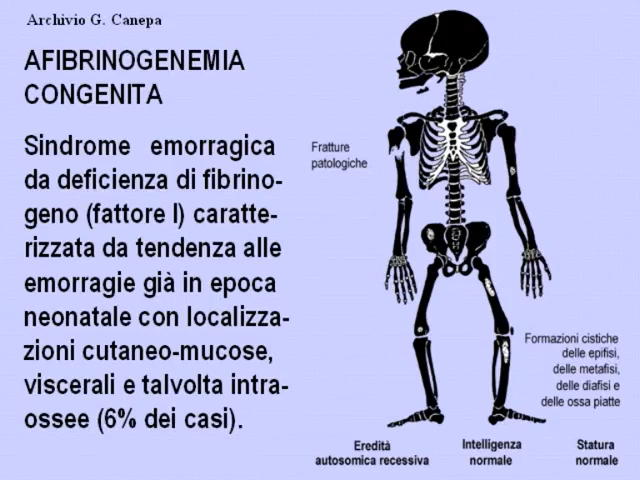 Archivio G. Canepa
AFIBRINOGENEMIA
CONGENITA
Sindrome emorragica
da deficienza di fibrino-
geno (fattore I) caratte-
rizzata da tendenza alle
emorragie già in epoca
neonatale con localizza-
zioni cutaneo-mucose,
viscerali e talvolta intra-
ossee (6% dei casi).
Fratture
patologiche
Formazioni cistiche
delle epifisi,
delle metafisi,
delle diafisi e
delle ossa piatte
Eredità
autosomica recessiva
Intelligenza
normale
Statura
normale